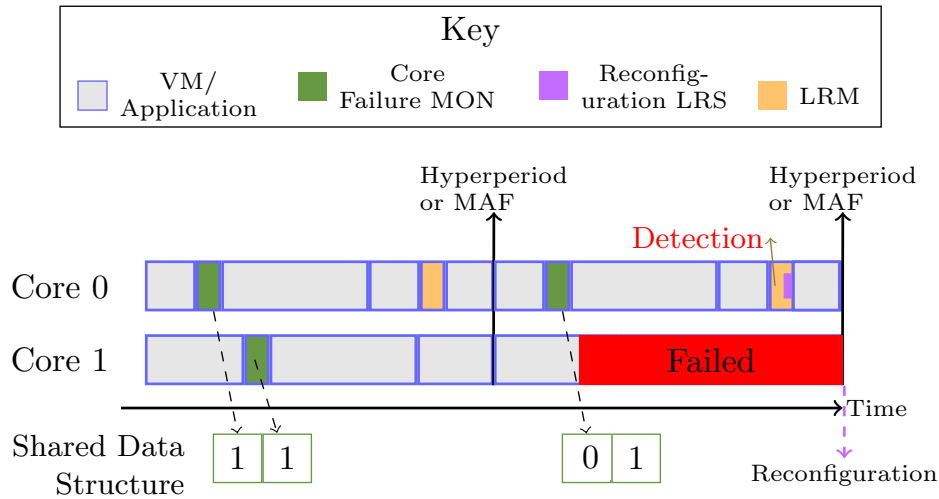 Key
VM/
Application
Core
Failure MON
Reconfig-
uration LRS
LRM
Hyperperiod
or MAF
Hyperperiod
or MAF
Detection
Core 0
Core 1
Failed
Time
Shared Data
Structure
1 1
0 1
Reconfiguration